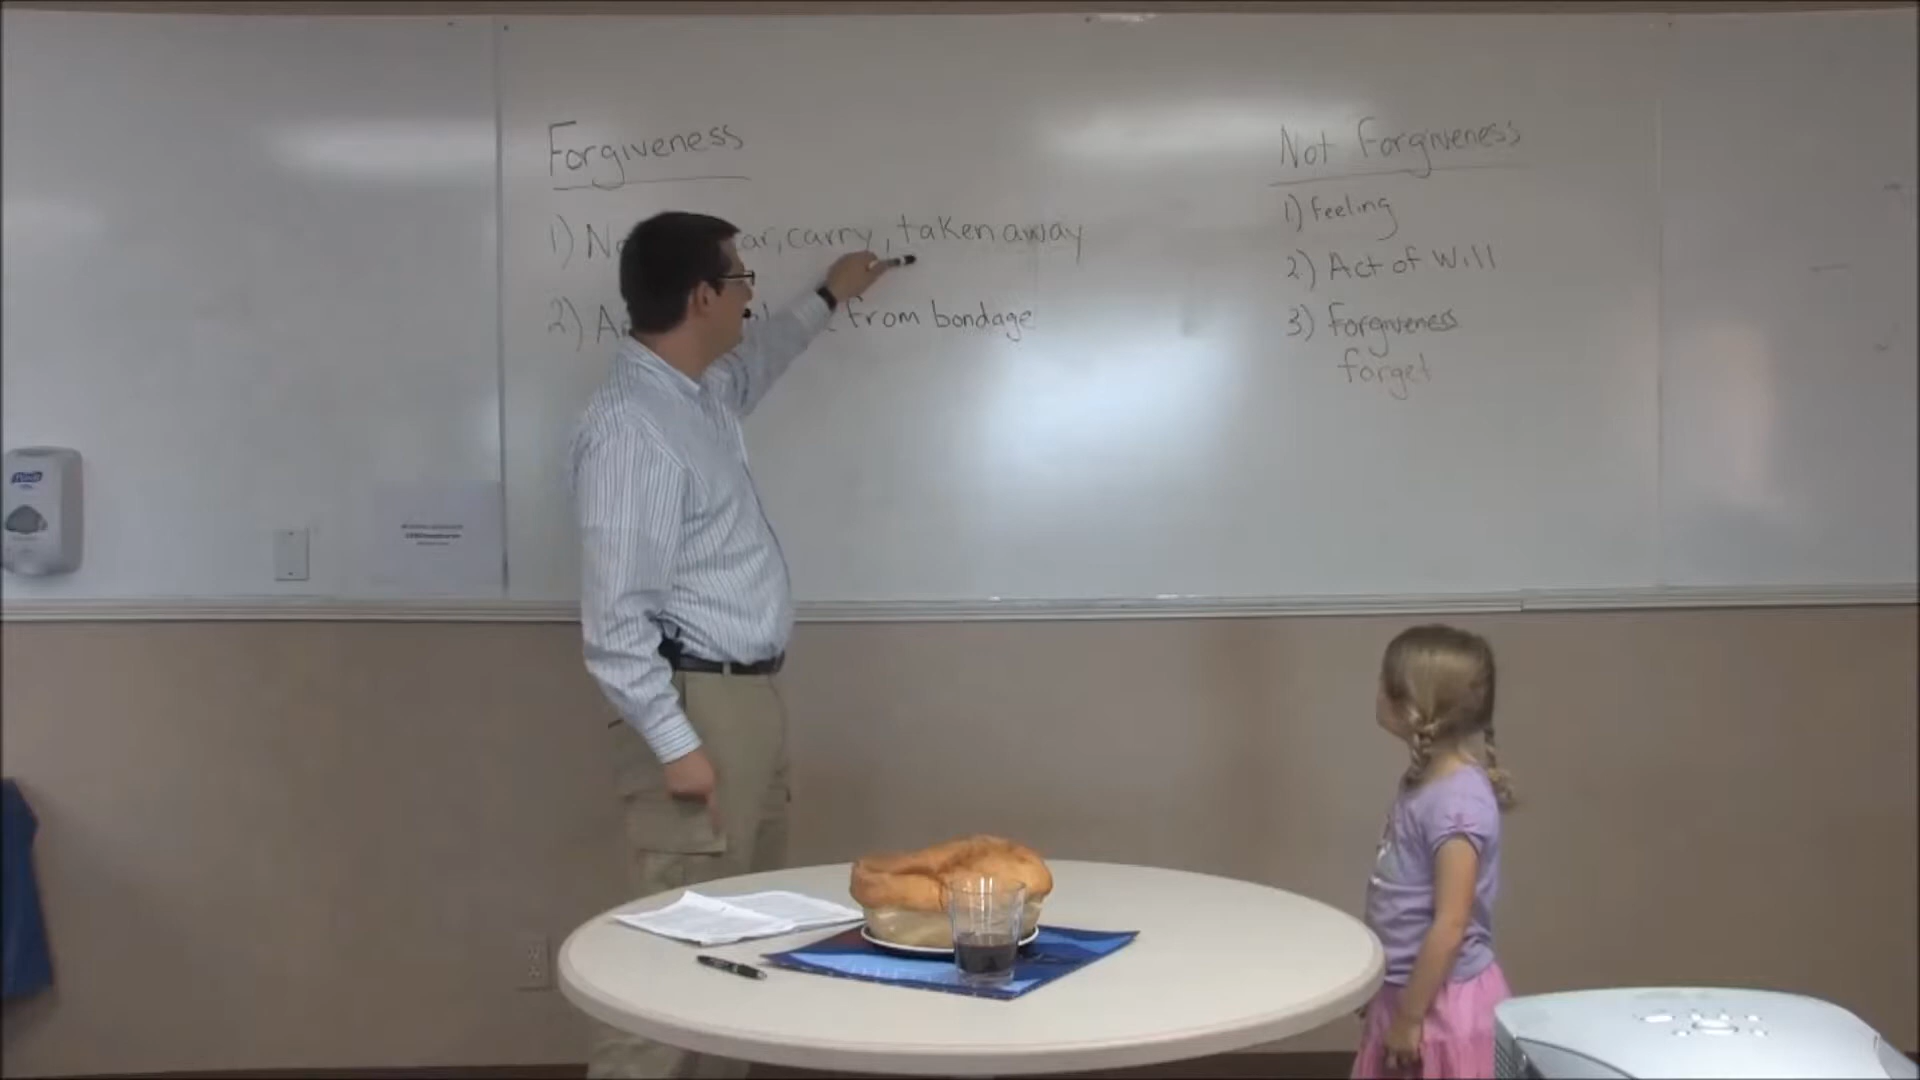 Forgiveness
1) ar, carry, taken away
2) from bondage
Not Forgiveness
1) feeling
2) Act of Will
3) forgiveness
forget